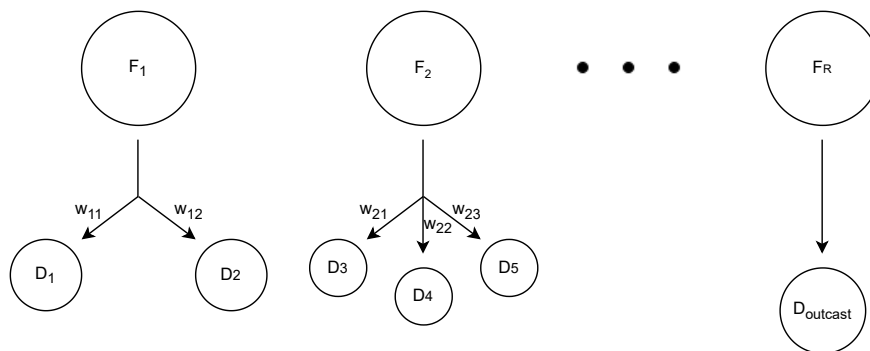 F₁ F₂ FR
w₁₁ w₁₂ w₂₁ w₂₂ w₂₃
D₁ D2 D3 D4 D5 Doutcast